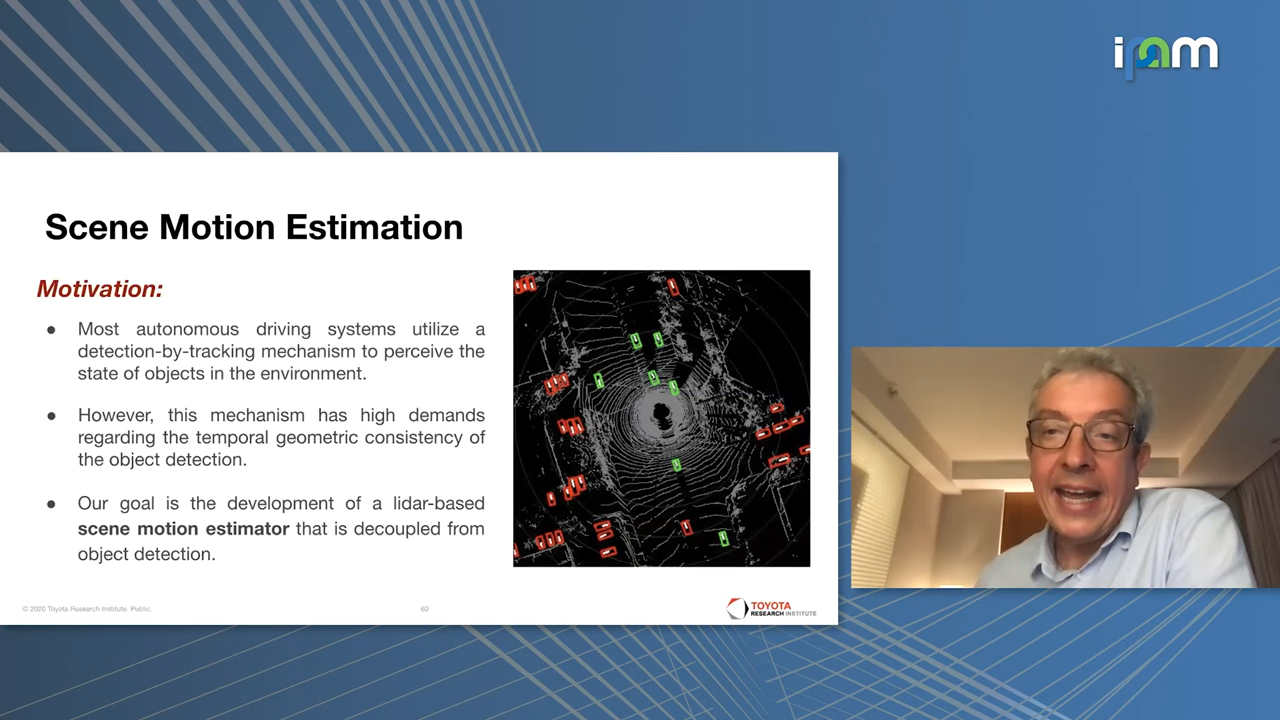 ipam
Scene Motion Estimation
Motivation:
● Most autonomous driving systems utilize a
detection-by-tracking mechanism to perceive the
state of objects in the environment.
● However, this mechanism has high demands
regarding the temporal geometric consistency of
the object detection.
● Our goal is the development of a lidar-based
scene motion estimator that is decoupled from
object detection.
© 2020 Toyota Research Institute. Public.
60
TOYOTA
RESEARCH INSTITUTE